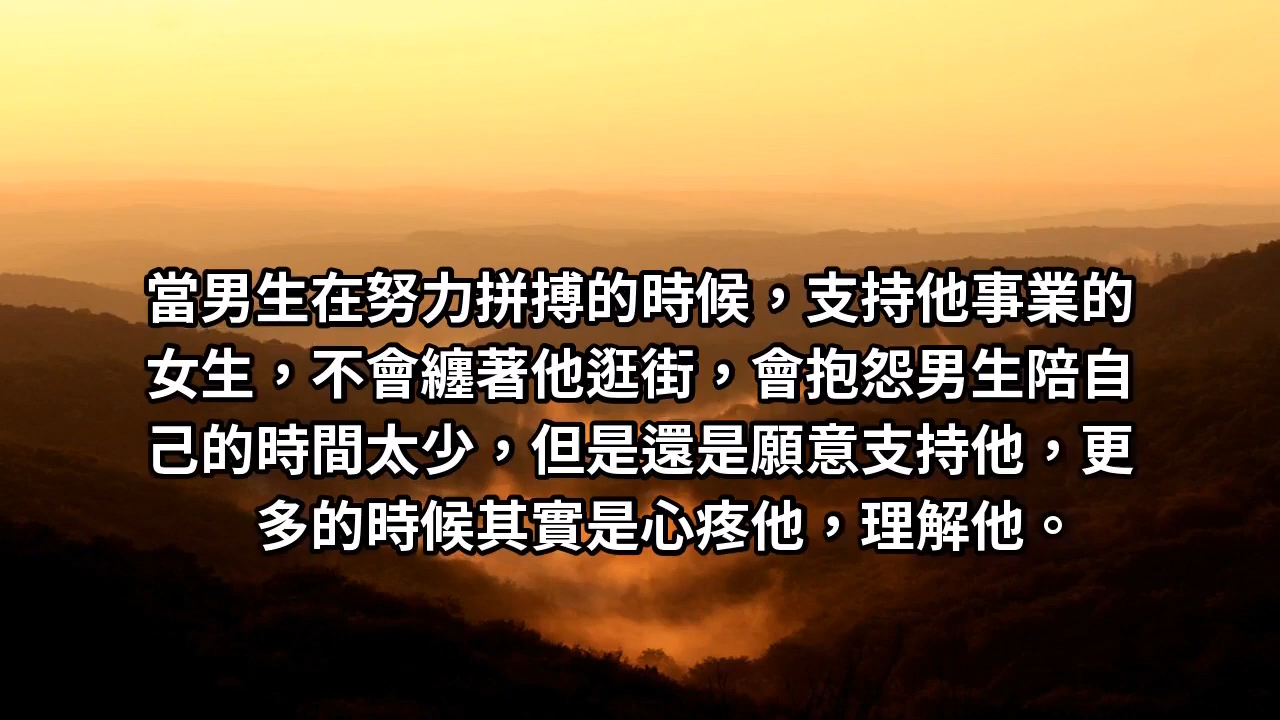 當男生在努力拼搏的時候，支持他事業的
女生，不會纏著他逛街，會抱怨男生陪自
己的時間太少，但是還是願意支持他，更
多的時候其實是心疼他，理解他。